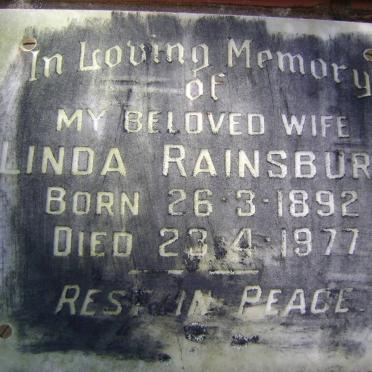 In Loving Memory
of
MY BELOVED WIFE
LINDA RAINSBUR
BORN 26·3·1892
DIED 23·4·1977
REST IN PEACE